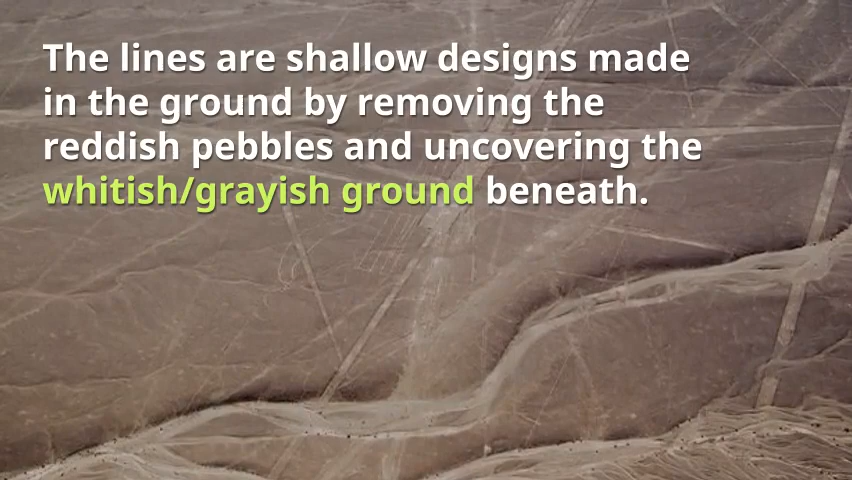 The lines are shallow designs made
in the ground by removing the
reddish pebbles and uncovering the
whitish/grayish ground beneath.